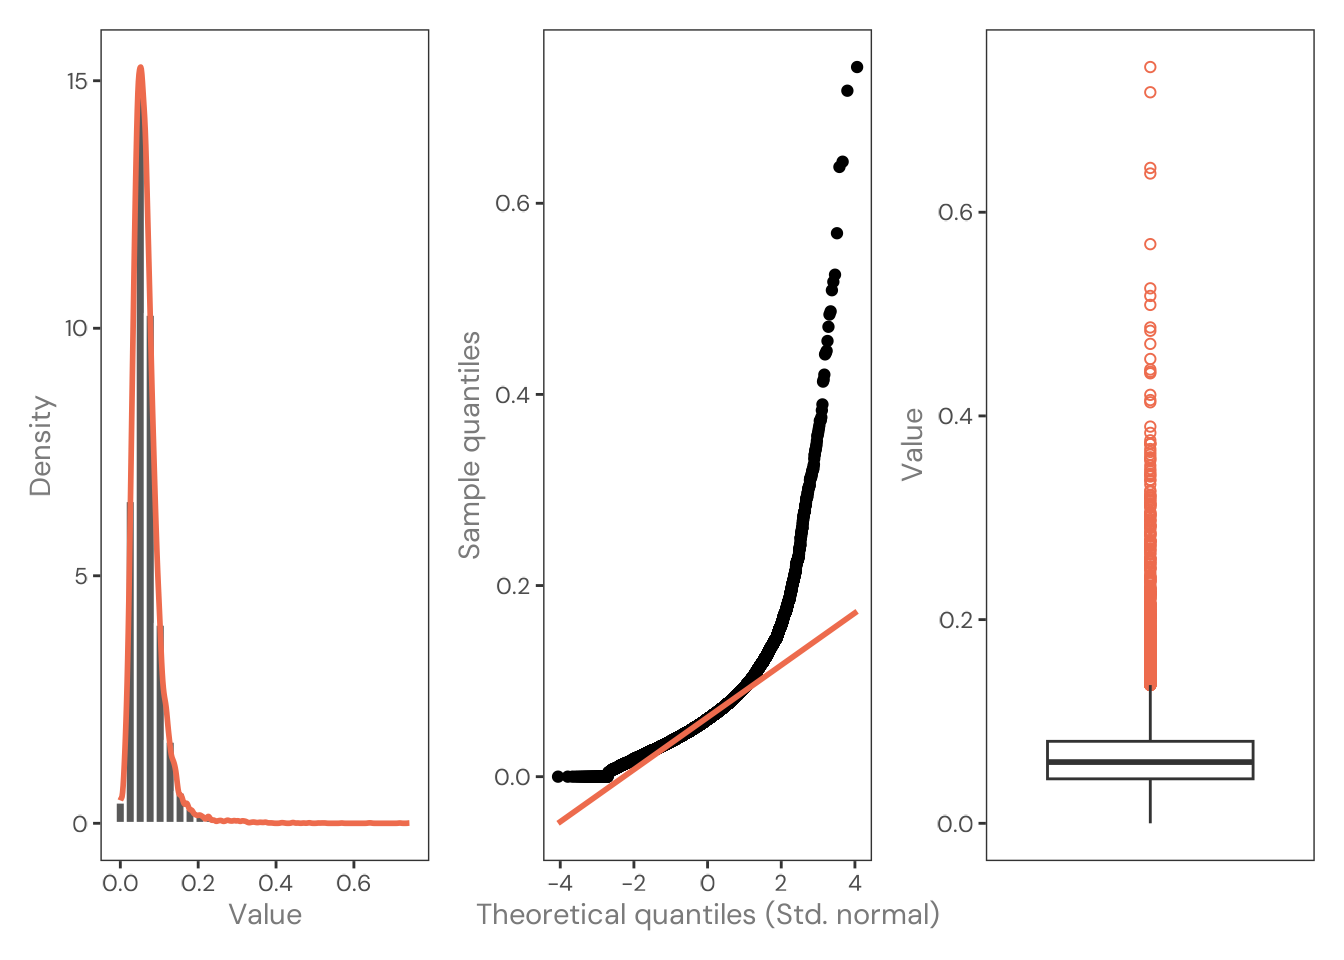 15
10
5
0
Density
0.0 0.2 0.4 0.6
Value
0.6
0.4
0.2
0.0
Sample quantiles
−4 −2 0 2 4
Theoretical quantiles (Std. normal)
0.6
0.4
0.2
0.0
Value